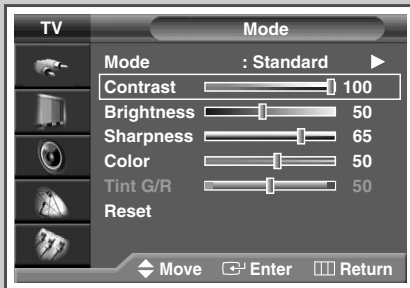 TV Mode
Mode : Standard
Contrast 100
Brightness 50
Sharpness 65
Color 50
Tint G/R 50
Reset
Move Enter Return